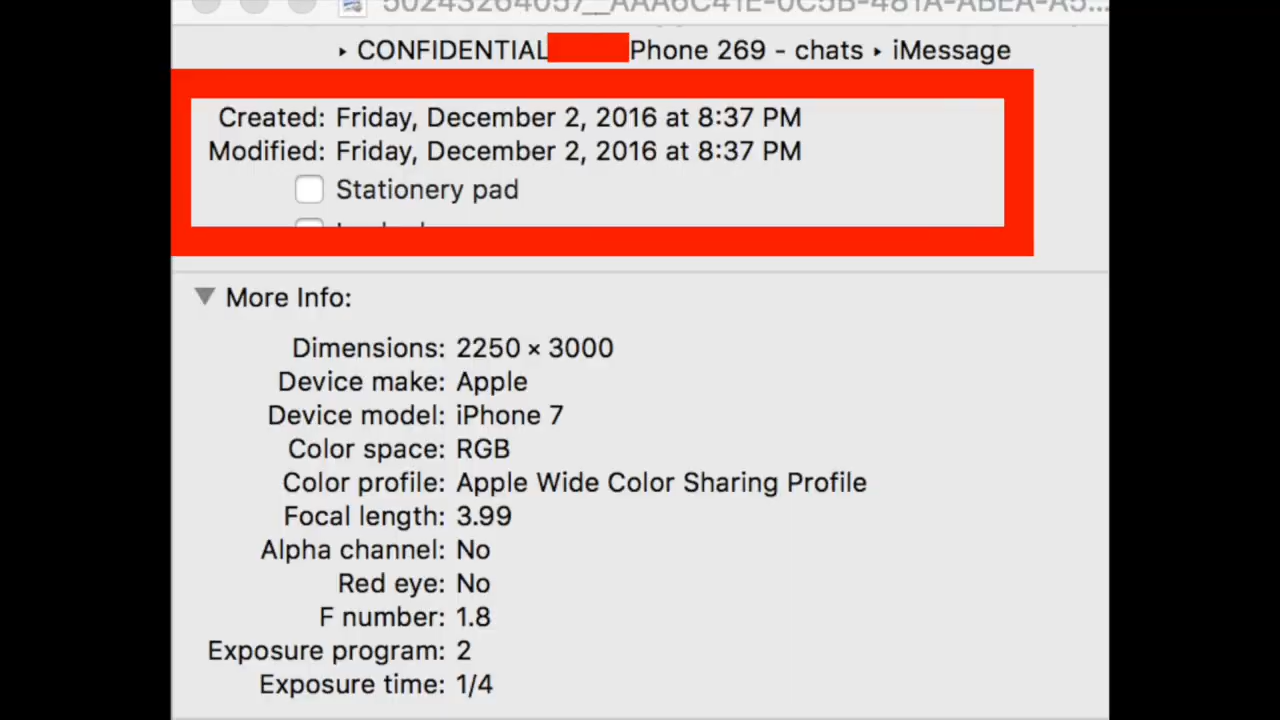 ▸ CONFIDENTIAL Phone 269 - chats ▸ iMessage
Created: Friday, December 2, 2016 at 8:37 PM
Modified: Friday, December 2, 2016 at 8:37 PM
Stationery pad
More Info:
Dimensions: 2250 × 3000
Device make: Apple
Device model: iPhone 7
Color space: RGB
Color profile: Apple Wide Color Sharing Profile
Focal length: 3.99
Alpha channel: No
Red eye: No
F number: 1.8
Exposure program: 2
Exposure time: 1/4